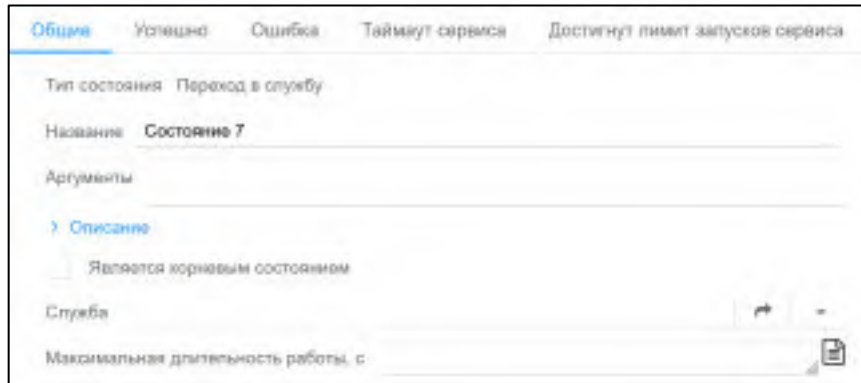 Общие Успешно Ошибка Таймаут сервиса Достигнут лимит запусков сервиса
Тип состояния Переход в службу
Название Состояние 7
Аргументы
Описание
Является корневым состоянием
Служба
Максимальная длительность работы, с